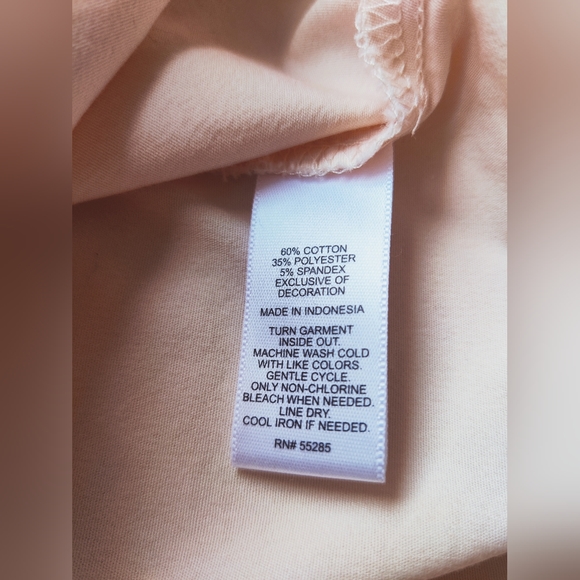 60% COTTON
35% POLYESTER
5% SPANDEX
EXCLUSIVE OF
DECORATION
MADE IN INDONESIA
TURN GARMENT
INSIDE OUT.
MACHINE WASH COLD
WITH LIKE COLORS.
GENTLE CYCLE.
ONLY NON-CHLORINE
BLEACH WHEN NEEDED.
LINE DRY.
COOL IRON IF NEEDED.
RN# 55285